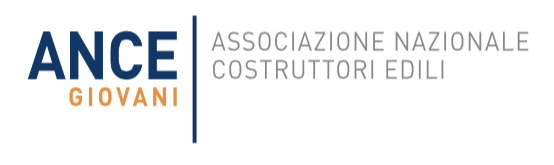 ANCE
GIOVANI
ASSOCIAZIONE NAZIONALE
COSTRUTTORI EDILI